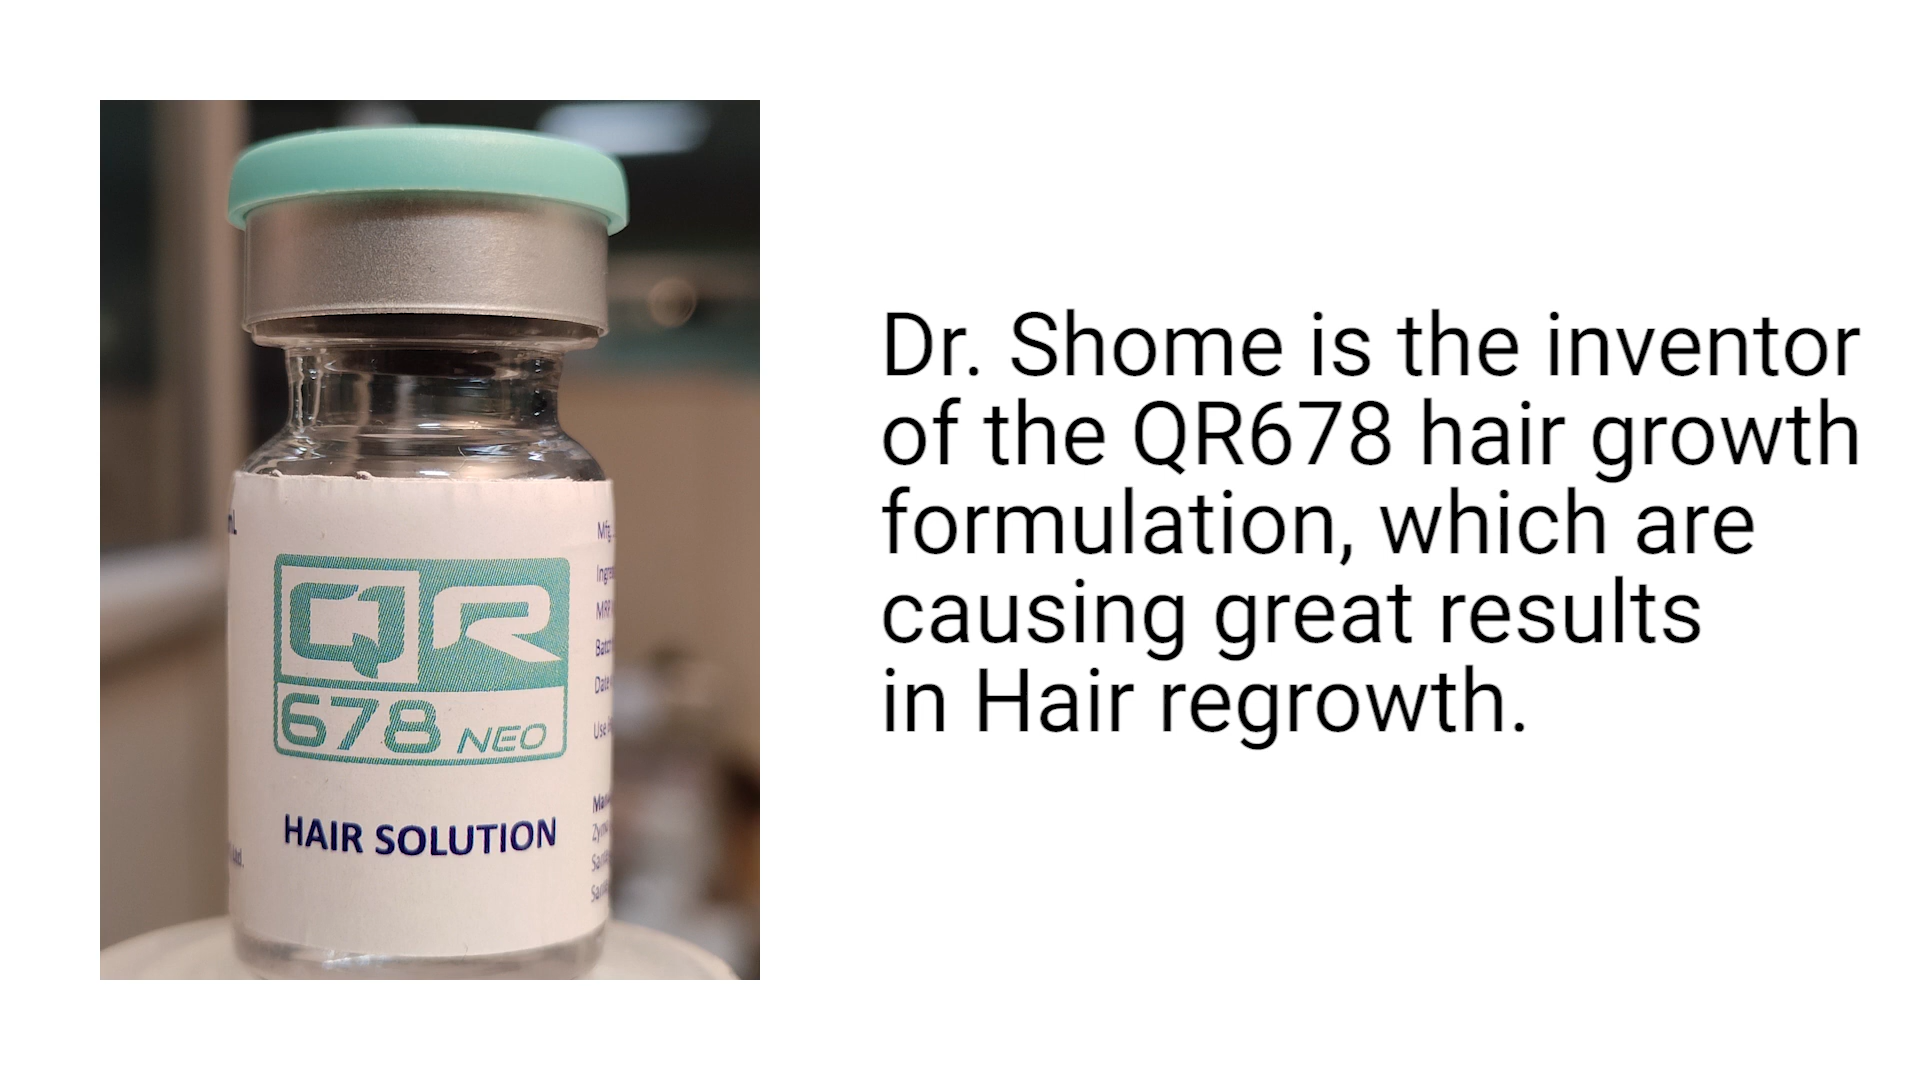 QR
678 NEO
HAIR SOLUTION
Dr. Shome is the inventor
of the QR678 hair growth
formulation, which are
causing great results
in Hair regrowth.